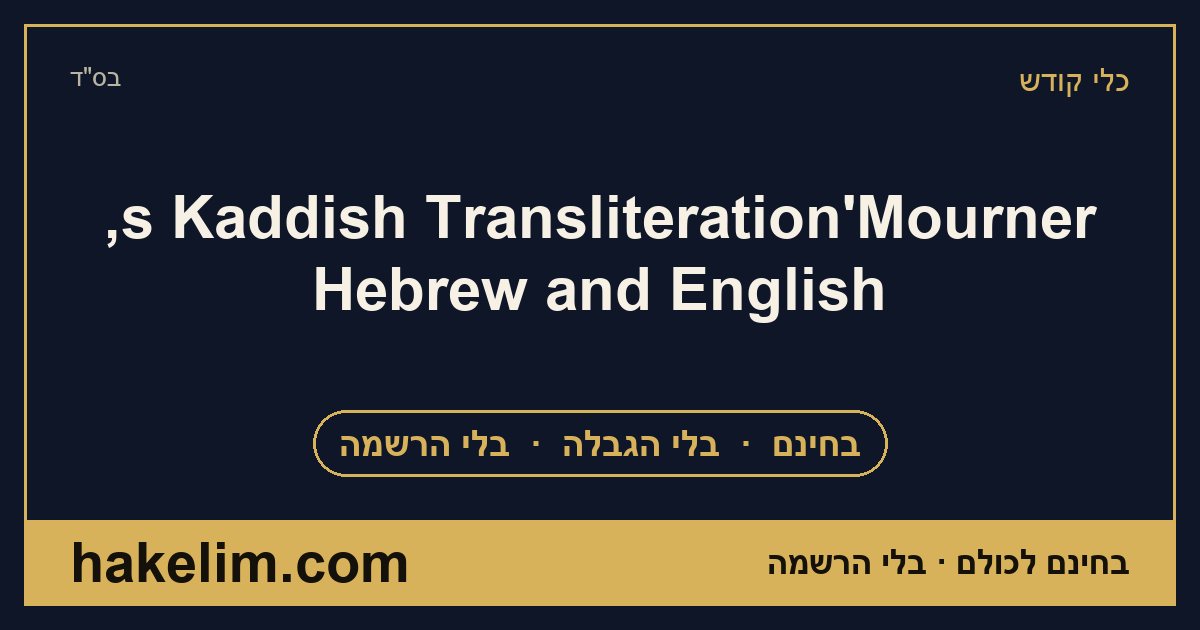 כלי קודש
בס"ד
,s Kaddish Transliteration'Mourner
Hebrew and English
בחינם · בלי הגבלה · בלי הרשמה
בחינם לכולם · בלי הרשמה
hakelim.com